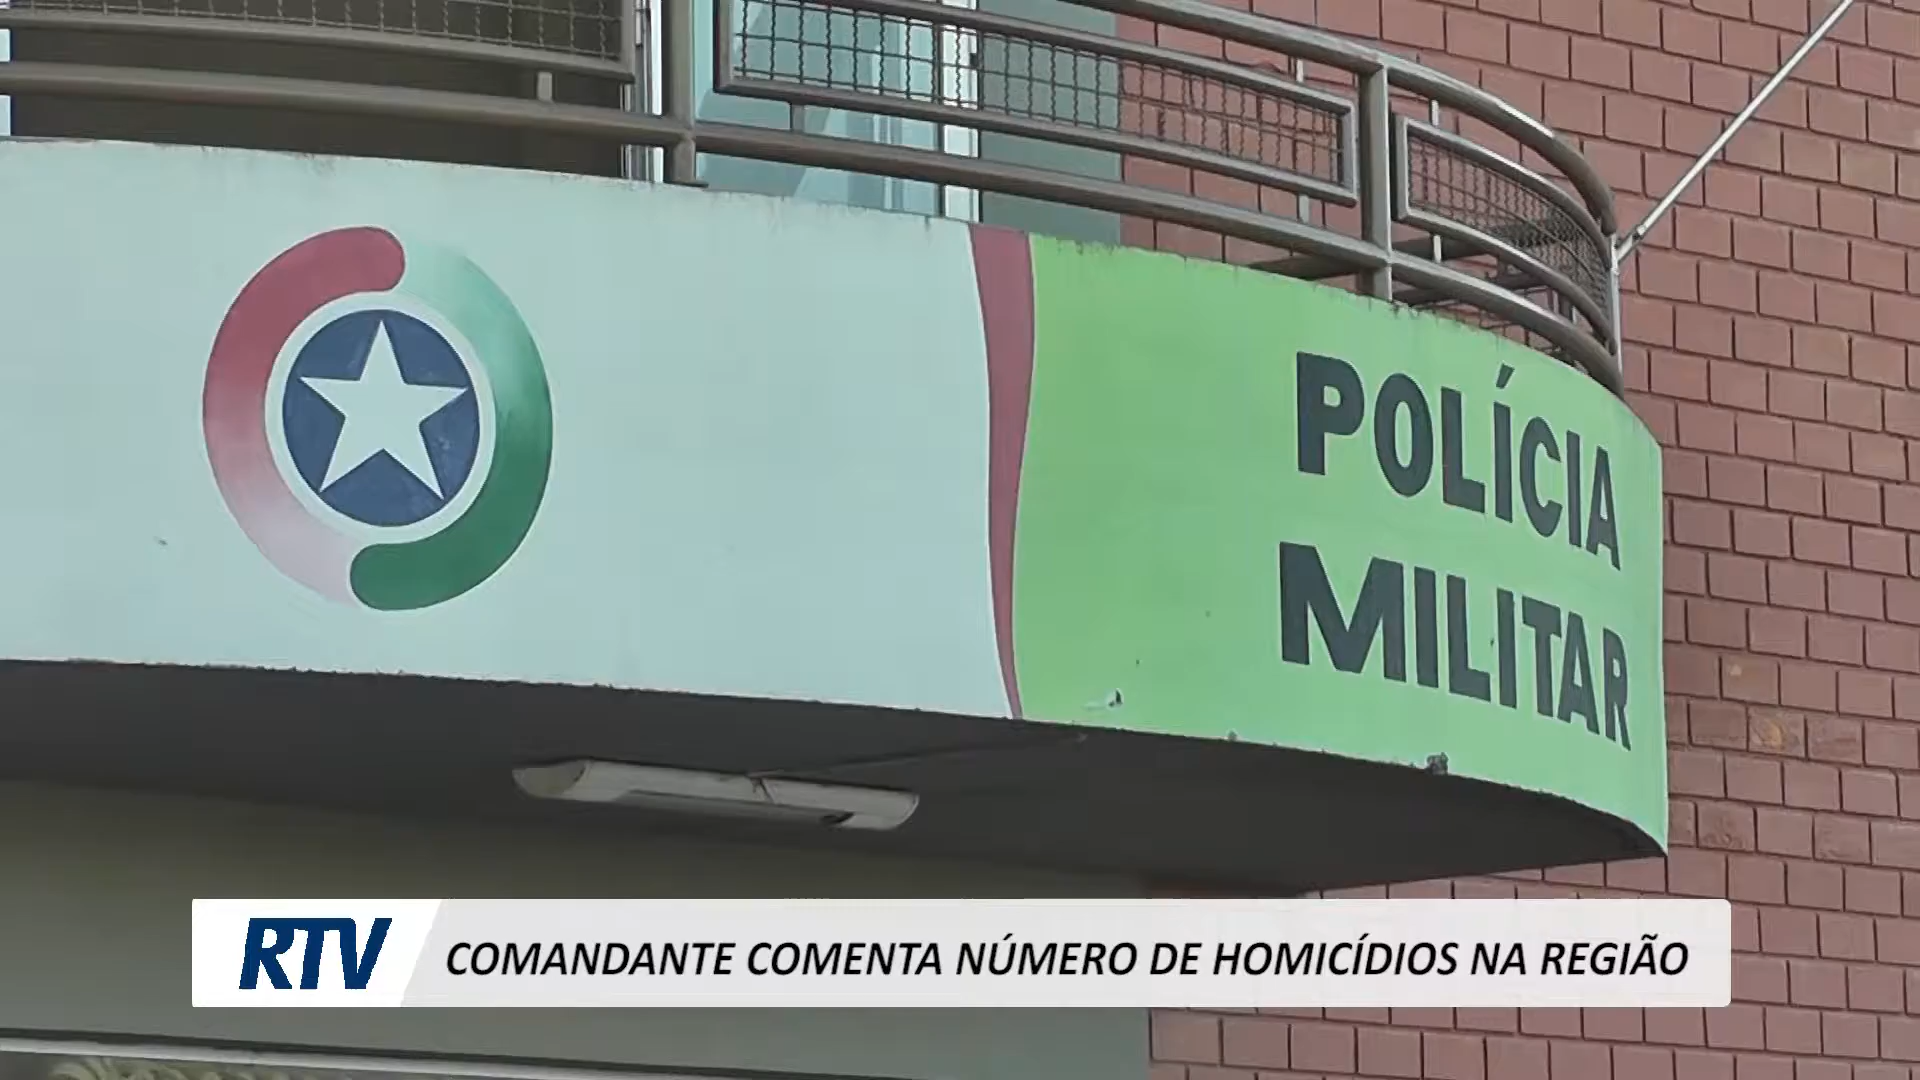 POLÍCIA
MILITAR
RTV
COMANDANTE COMENTA NÚMERO DE HOMICÍDIOS NA REGIÃO